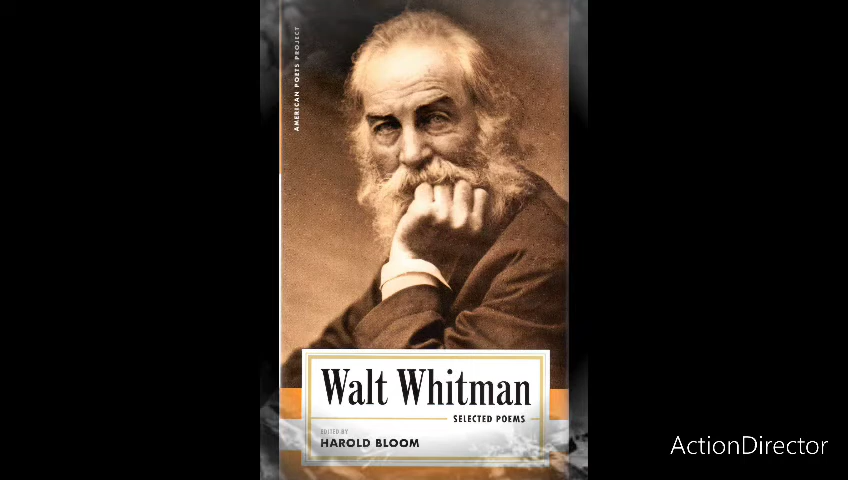 AMERICAN POETS PROJECT
Walt Whitman
SELECTED POEMS
EDITED BY
HAROLD BLOOM
ActionDirector